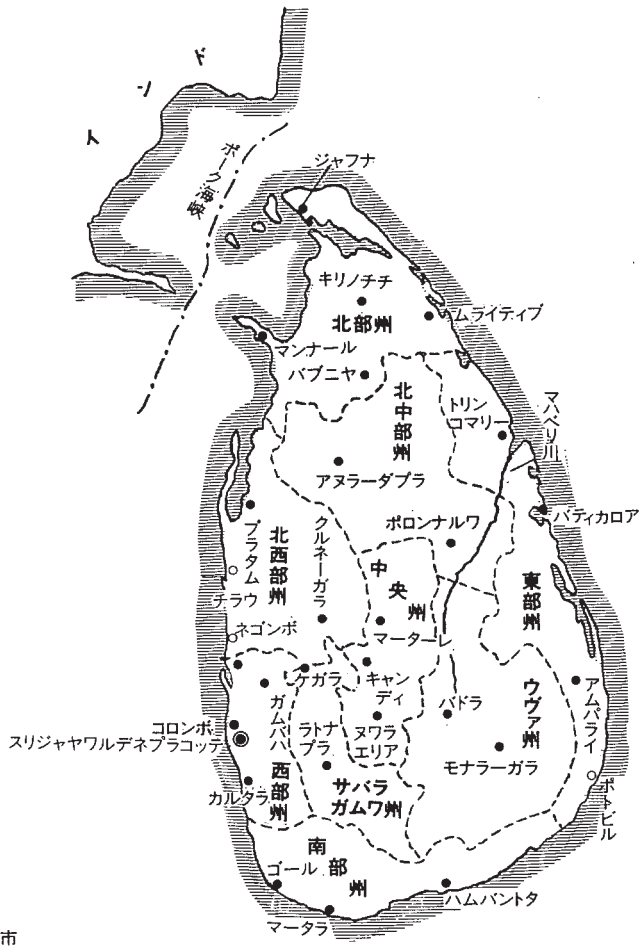 インド
ポーク海峡
ジャフナ
キリノチチ
北部州
ムライティブ
マンナール
バブニヤ
北中部州
トリン
コマリー
マハベリ川
アヌラーダプラ
バティカロア
ポロンナルワ
プラタム
北西部州
クルネーガラ
中央州
東部州
チラウ
ネゴンボ
マーターレ
ケガラ
キャン
ディ
ガムパハ
ラトナ
プラ
ヌワラ
エリア
バドラ
ウヴァ州
アムパライ
コロンボ
スリジャヤワルデネプラコッテ
モナラーガラ
カルタラ
西部州
サバラ
ガムワ州
ポトビル
南部州
ゴール
ハムバントタ
マータラ
市